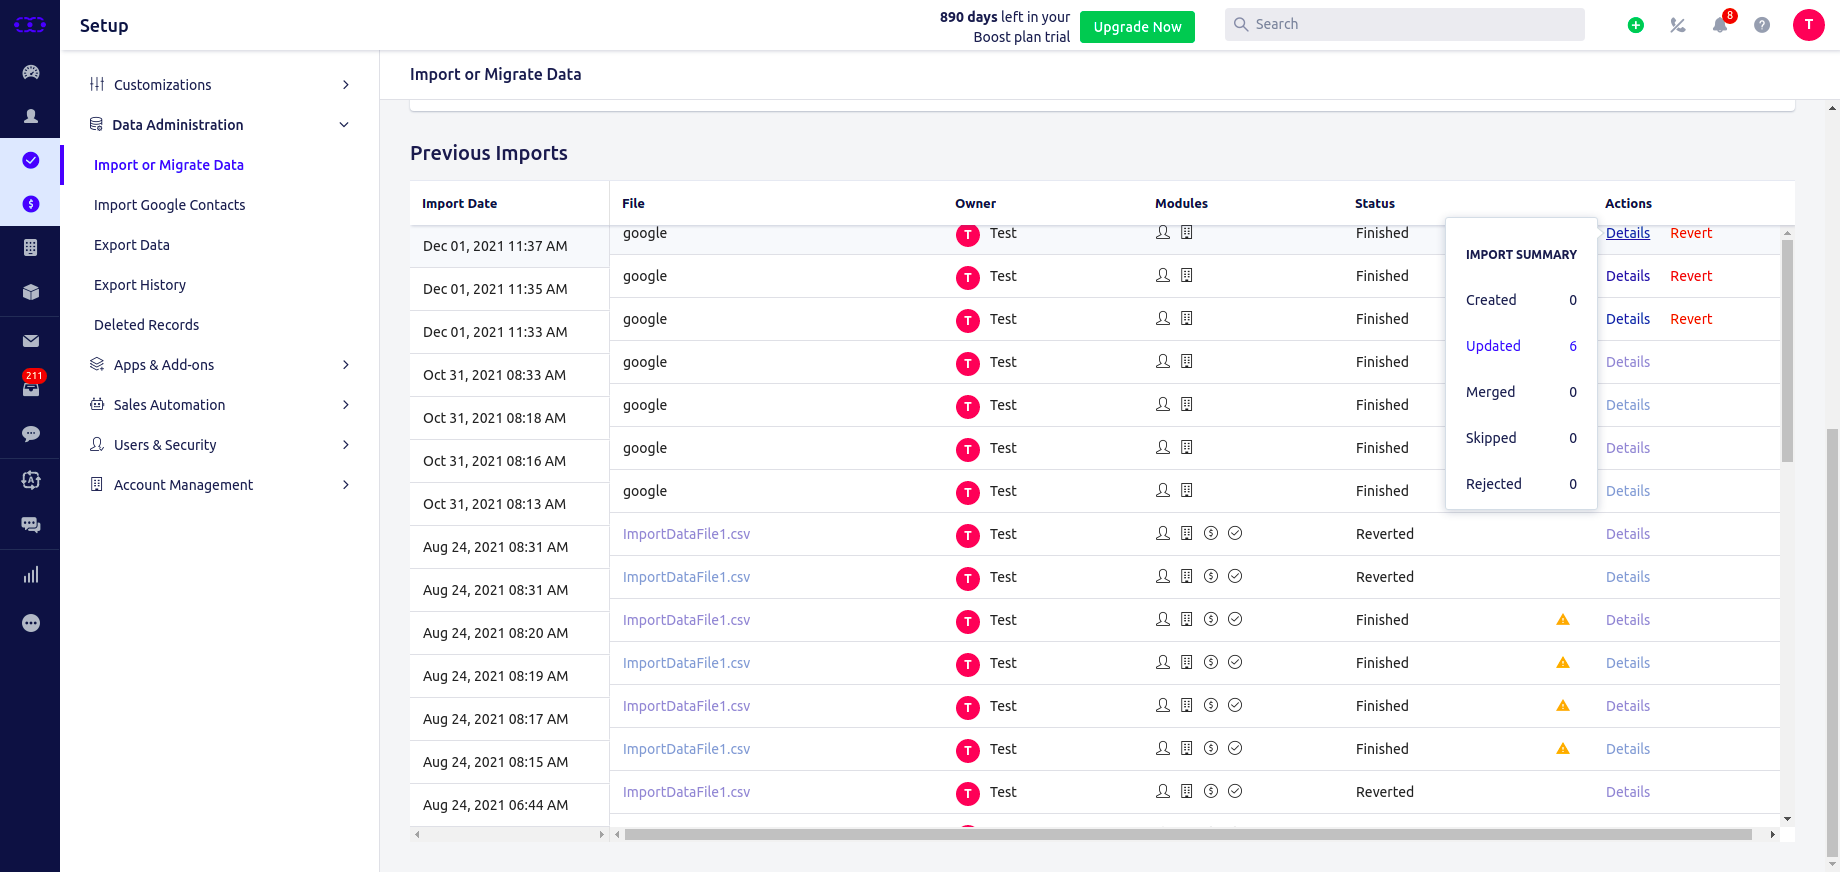 Setup
890 days left in your
Boost plan trial
Upgrade Now
Search
8
T
Customizations
Data Administration
Import or Migrate Data
Import Google Contacts
Export Data
Export History
Deleted Records
Apps & Add-ons
Sales Automation
Users & Security
Account Management
211
Import or Migrate Data
Previous Imports
Import Date File Owner Modules Status Actions
Dec 01, 2021 11:37 AM google T Test Finished Details Revert
Dec 01, 2021 11:35 AM google T Test Finished Details Revert
Dec 01, 2021 11:33 AM google T Test Finished Details Revert
Oct 31, 2021 08:33 AM google T Test Finished Details
Oct 31, 2021 08:18 AM google T Test Finished Details
Oct 31, 2021 08:16 AM google T Test Finished Details
Oct 31, 2021 08:13 AM google T Test Finished Details
Aug 24, 2021 08:31 AM ImportDataFile1.csv T Test Reverted Details
Aug 24, 2021 08:31 AM ImportDataFile1.csv T Test Reverted Details
Aug 24, 2021 08:20 AM ImportDataFile1.csv T Test Finished Details
Aug 24, 2021 08:19 AM ImportDataFile1.csv T Test Finished Details
Aug 24, 2021 08:17 AM ImportDataFile1.csv T Test Finished Details
Aug 24, 2021 08:15 AM ImportDataFile1.csv T Test Finished Details
Aug 24, 2021 06:44 AM ImportDataFile1.csv T Test Reverted Details
IMPORT SUMMARY
Created 0
Updated 6
Merged 0
Skipped 0
Rejected 0